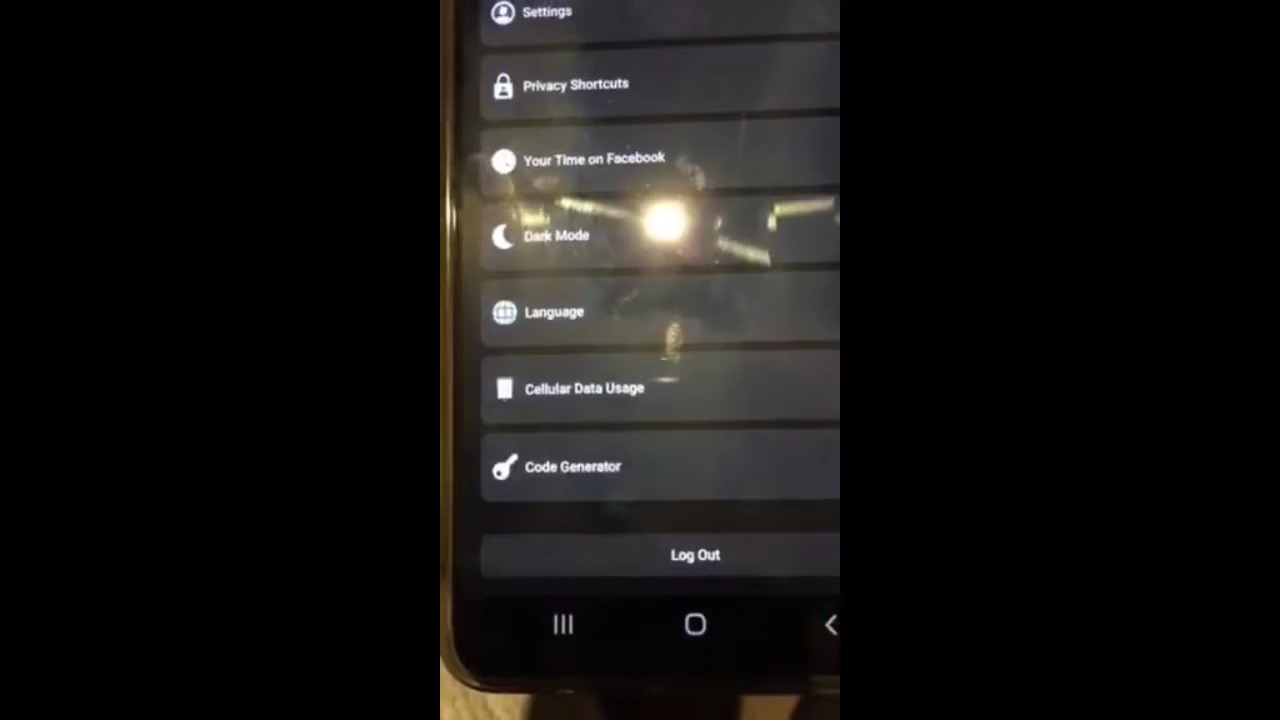 Settings
Privacy Shortcuts
Your Time on Facebook
Dark Mode
Language
Cellular Data Usage
Code Generator
Log Out